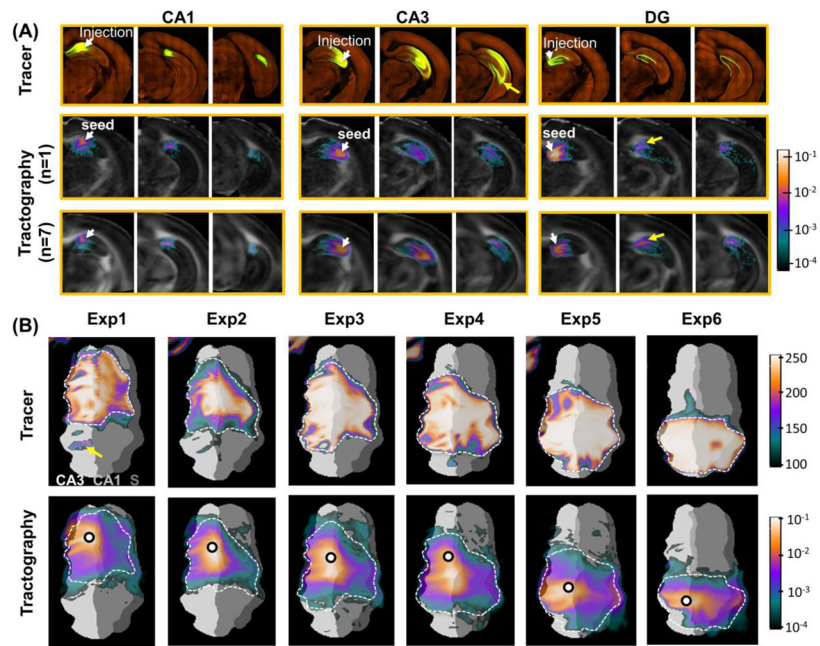 (A)
CA1 CA3 DG
Tracer
Injection Injection Injection
Tractography
(n=1)
seed seed seed
(n=7)
10-1
10-2
10-3
10-4
(B)
Exp1 Exp2 Exp3 Exp4 Exp5 Exp6
Tracer
CA3 CA1 S
250
200
150
100
Tractography
10-1
10-2
10-3
10-4